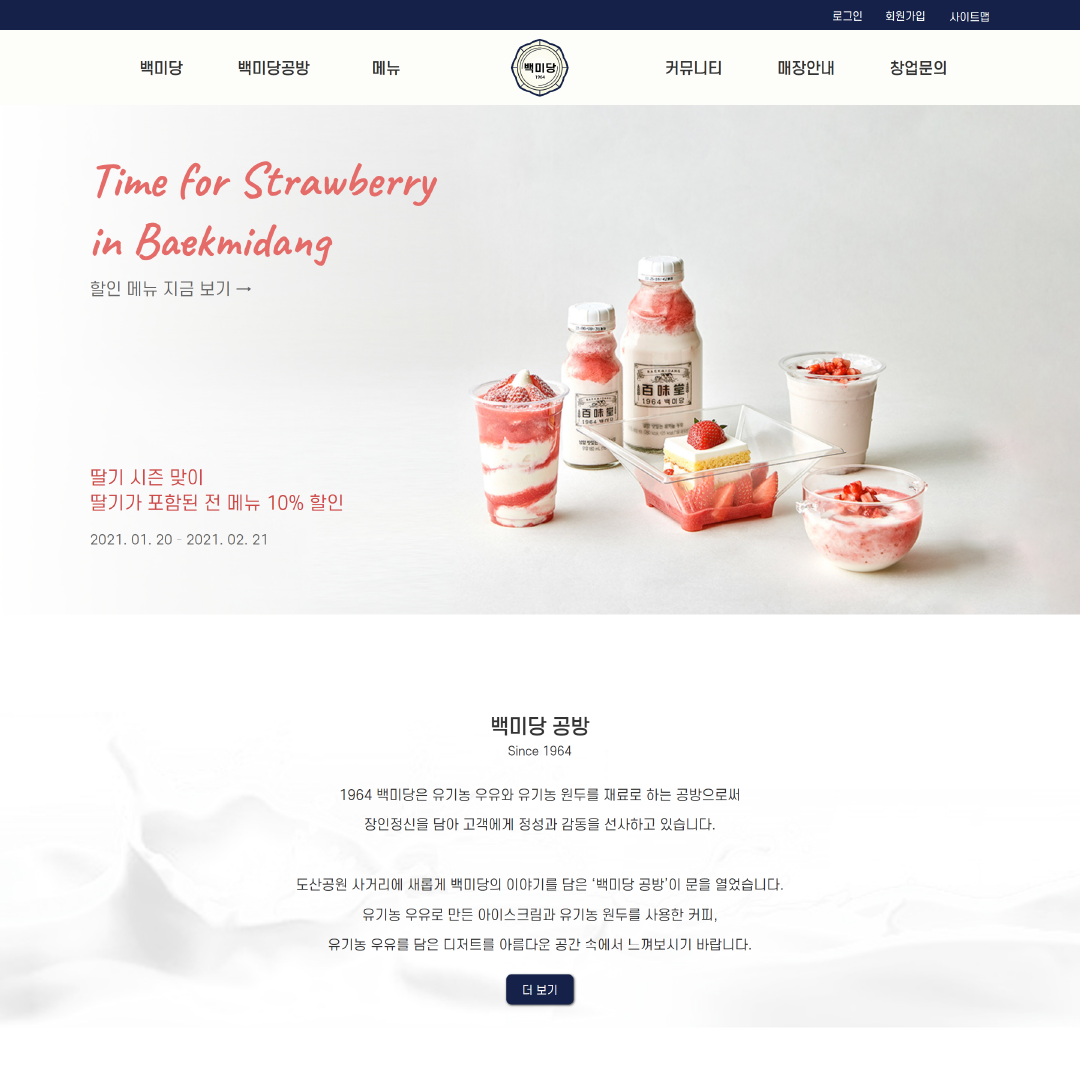 로그인 회원가입 사이트맵
백미당 백미당공방 메뉴 백미당 1964 커뮤니티 매장안내 창업문의
Time for Strawberry
in Baekmidang
할인 메뉴 지금 보기 →
百味堂
1964 백미당
百味堂
1964 백미당
딸기 시즌 맞이
딸기가 포함된 전 메뉴 10% 할인
2021. 01. 20 - 2021. 02. 21
백미당 공방
Since 1964
1964 백미당은 유기농 우유와 유기농 원두를 재료로 하는 공방으로써
장인정신을 담아 고객에게 정성과 감동을 선사하고 있습니다.
도산공원 사거리에 새롭게 백미당의 이야기를 담은 ‘백미당 공방’이 문을 열었습니다.
유기농 우유로 만든 아이스크림과 유기농 원두를 사용한 커피,
유기농 우유를 담은 디저트를 아름다운 공간 속에서 느껴보시기 바랍니다.
더 보기